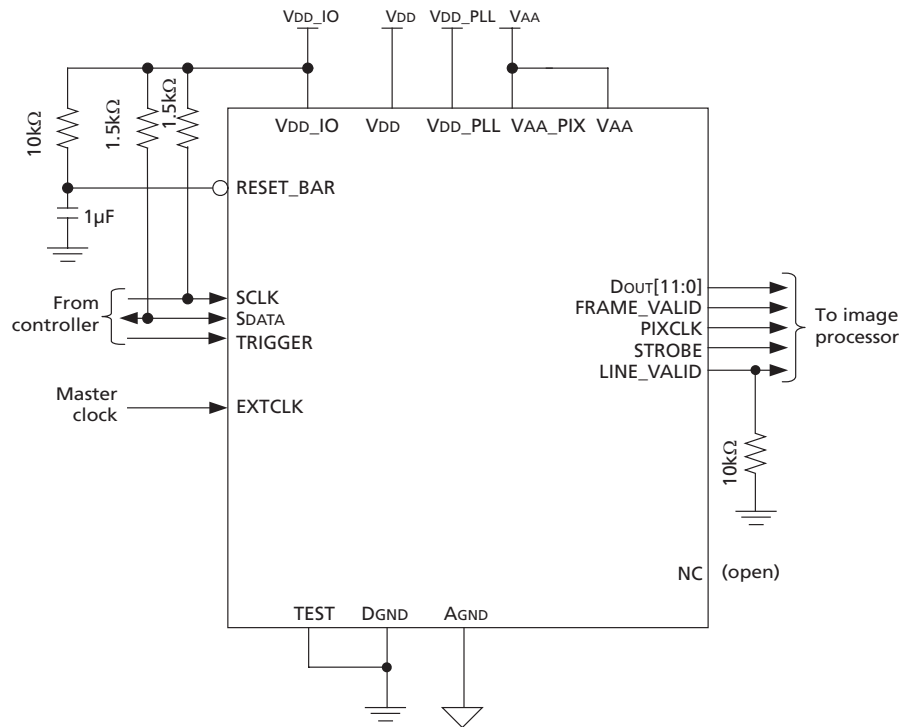 VDD_IO
VDD
VDD_PLL
VAA
10kΩ
1.5kΩ
1.5kΩ
VDD_IO
VDD
VDD_PLL
VAA_PIX
VAA
RESET_BAR
1µF
From
controller
SCLK
SDATA
TRIGGER
Master
clock
EXTCLK
DOUT[11:0]
FRAME_VALID
PIXCLK
STROBE
LINE_VALID
To image
processor
10kΩ
NC
(open)
TEST
DGND
AGND